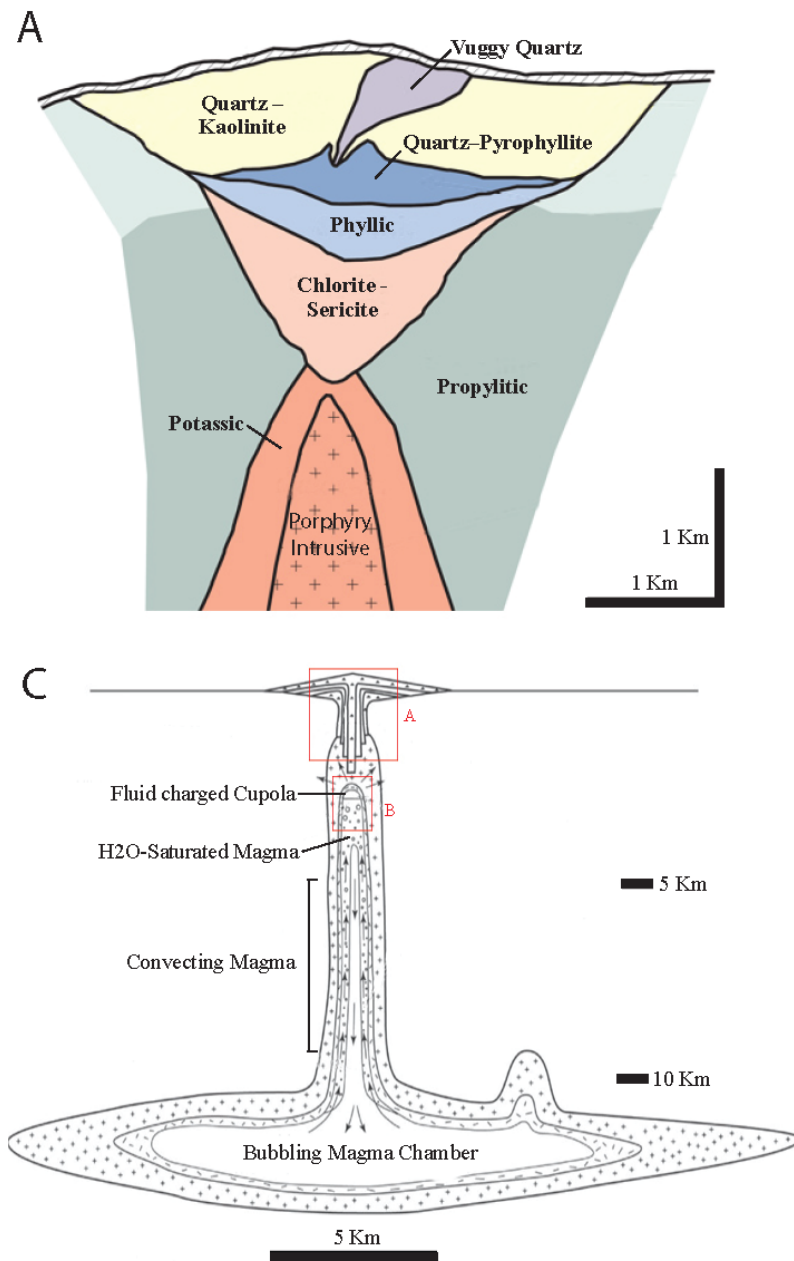 A
Vuggy Quartz
Quartz –
Kaolinite
Quartz–Pyrophyllite
Phyllic
Chlorite -
Sericite
Propylitic
Potassic
Porphyry
Intrusive
1 Km
1 Km
C
A
Fluid charged Cupola
B
H2O-Saturated Magma
5 Km
Convecting Magma
10 Km
Bubbling Magma Chamber
5 Km